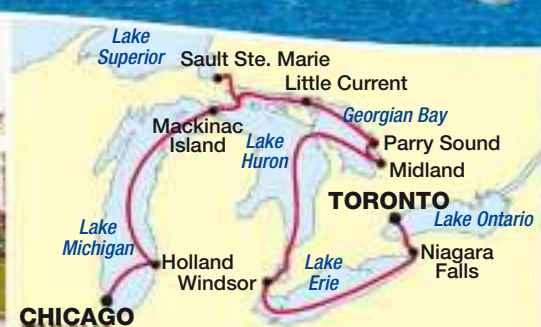 Lake
Superior
Sault Ste. Marie
Little Current
Georgian Bay
Mackinac
Island
Lake
Huron
Parry Sound
Midland
TORONTO
Lake Ontario
Lake
Michigan
Holland
Windsor
Lake
Erie
Niagara
Falls
CHICAGO